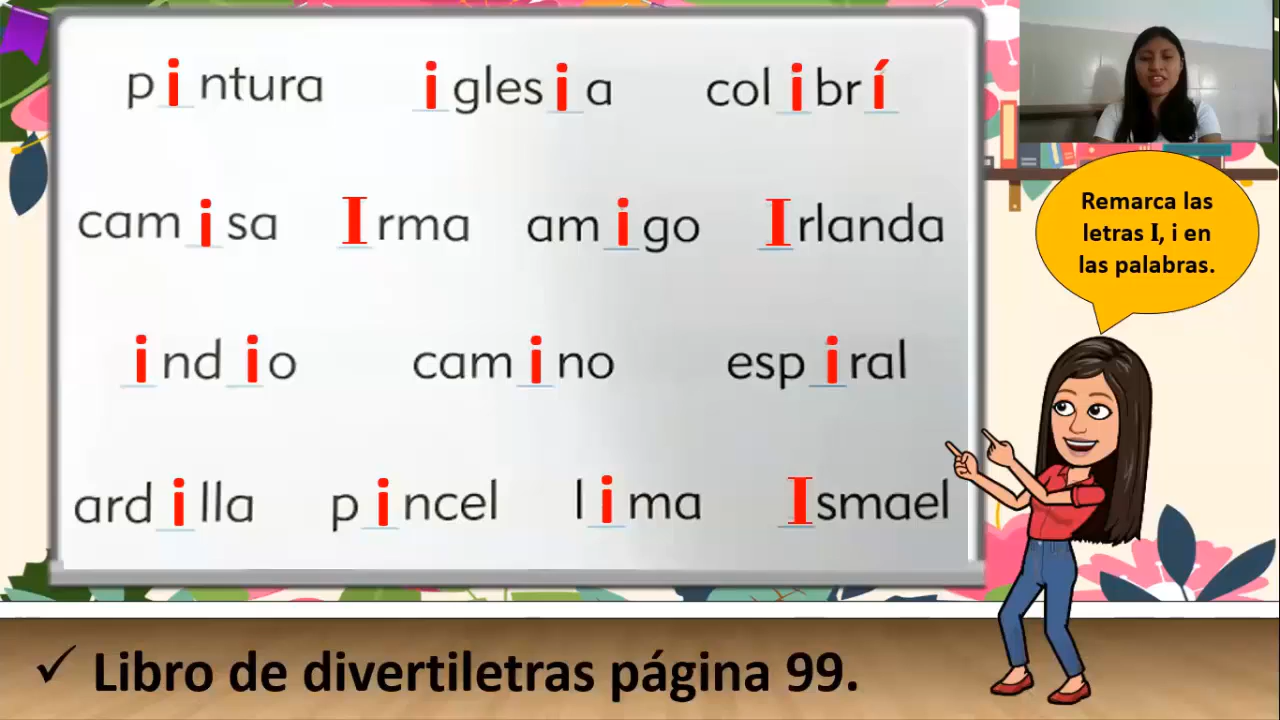 pintura iglesia colibrí
camisa Irma amigo Irlanda
indio camino espiral
ardilla pincel lima Ismael
Remarca las
letras I, i en
las palabras.
✓ Libro de divertiletras página 99.